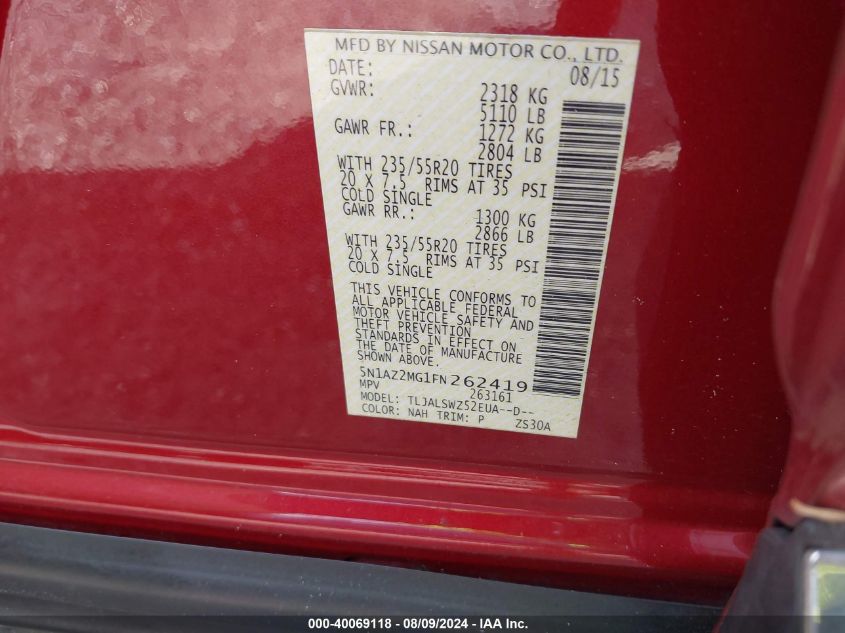 MFD BY NISSAN MOTOR CO., LTD.
DATE: 08/15
GVWR: 2318 KG
5110 LB
GAWR FR.: 1272 KG
2804 LB
WITH 235/55R20 TIRES
20 X 7.5 RIMS AT 35 PSI
COLD SINGLE
GAWR RR.: 1300 KG
2866 LB
WITH 235/55R20 TIRES
20 X 7.5 RIMS AT 35 PSI
COLD SINGLE
THIS VEHICLE CONFORMS TO
ALL APPLICABLE FEDERAL
MOTOR VEHICLE SAFETY AND
THEFT PREVENTION
STANDARDS IN EFFECT ON
THE DATE OF MANUFACTURE
SHOWN ABOVE.
5N1AZ2MG1FN262419
MPV 263161
MODEL: TLJALSWZ52EUA--D--
COLOR: NAH TRIM: P ZS30A
000-40069118 - 08/09/2024 - IAA Inc.